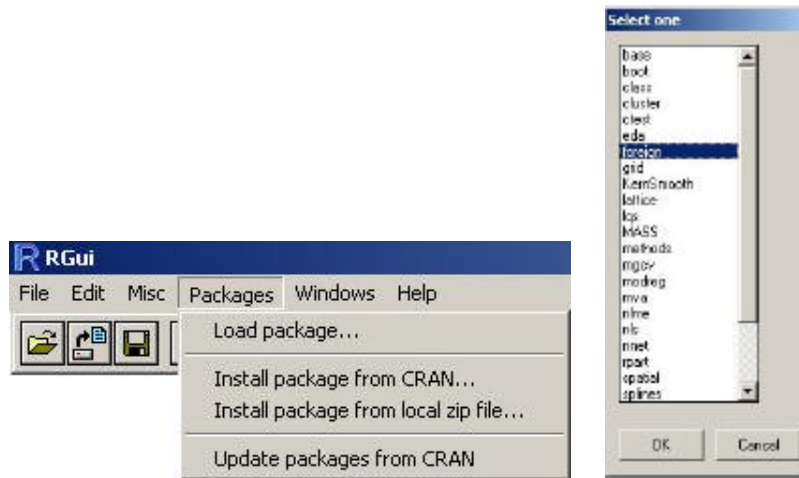 RGui
File Edit Misc Packages Windows Help
Load package...
Install package from CRAN...
Install package from local zip file...
Update packages from CRAN
Select one
base
boot
class
cluster
ctest
eda
foreign
grid
KernSmooth
lattice
lqs
MASS
methods
mgcv
modreg
mva
nlme
nls
nnet
rpart
spatial
splines
OK Cancel